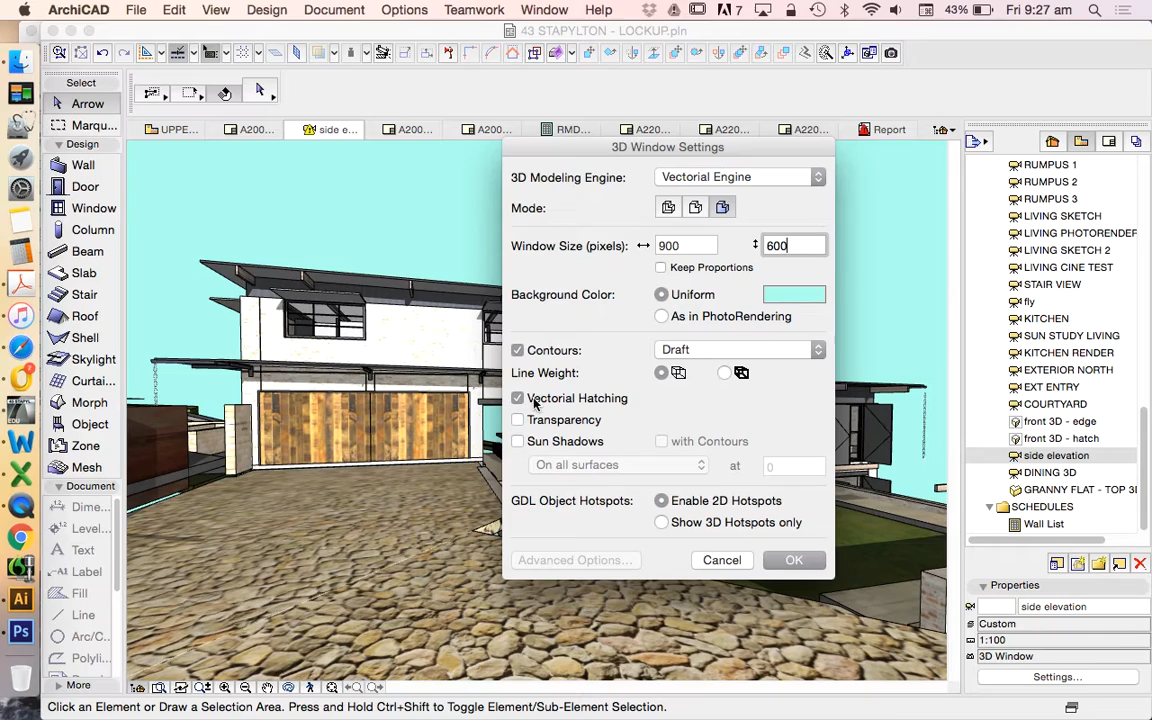 ArchiCAD File Edit View Design Document Options Teamwork Window Help 7 43% Fri 9:27 am
43 STAPYLTON - LOCKUP.pln
Select
Arrow
Marqu...
Design
Wall
Door
Window
Column
Beam
Slab
Stair
Roof
Shell
Skylight
Curtai...
Morph
Object
Zone
Mesh
Document
Dime...
Level...
Text
Label
Fill
Line
Arc/C...
Polyli...
More
UPPE... A200... side e... A200... A200... RMD... A220... A220... A220... Report
3D Window Settings
3D Modeling Engine: Vectorial Engine
Mode:
Window Size (pixels): 900 600
Keep Proportions
Background Color: Uniform
As in PhotoRendering
Contours: Draft
Line Weight:
Vectorial Hatching
Transparency
Sun Shadows with Contours
On all surfaces at 0
GDL Object Hotspots: Enable 2D Hotspots
Show 3D Hotspots only
Advanced Options... Cancel OK
RUMPUS 1
RUMPUS 2
RUMPUS 3
LIVING SKETCH
LIVING PHOTORENDER
LIVING SKETCH 2
LIVING CINE TEST
STAIR VIEW
fly
KITCHEN
SUN STUDY LIVING
KITCHEN RENDER
EXTERIOR NORTH
EXT ENTRY
COURTYARD
front 3D - edge
front 3D - hatch
side elevation
DINING 3D
GRANNY FLAT - TOP 3D
SCHEDULES
Wall List
Properties
side elevation
Custom
1:100
3D Window
Settings...
Click an Element or Draw a Selection Area. Press and Hold Ctrl+Shift to Toggle Element/Sub-Element Selection.